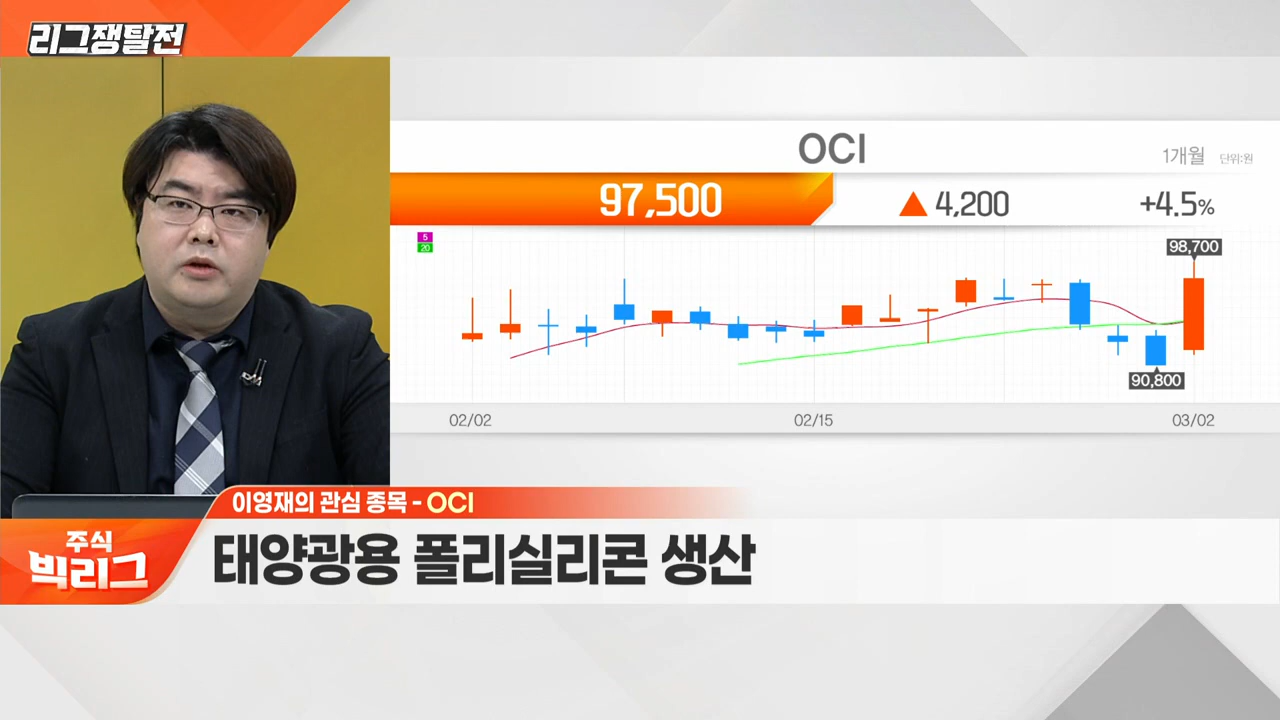 리그쟁탈전
OCI
1개월 단위:원
97,500 ▲ 4,200 +4.5%
5
20
98,700
90,800
02/02 02/15 03/02
이영재의 관심 종목 - OCI
주식
빅리그
태양광용 폴리실리콘 생산